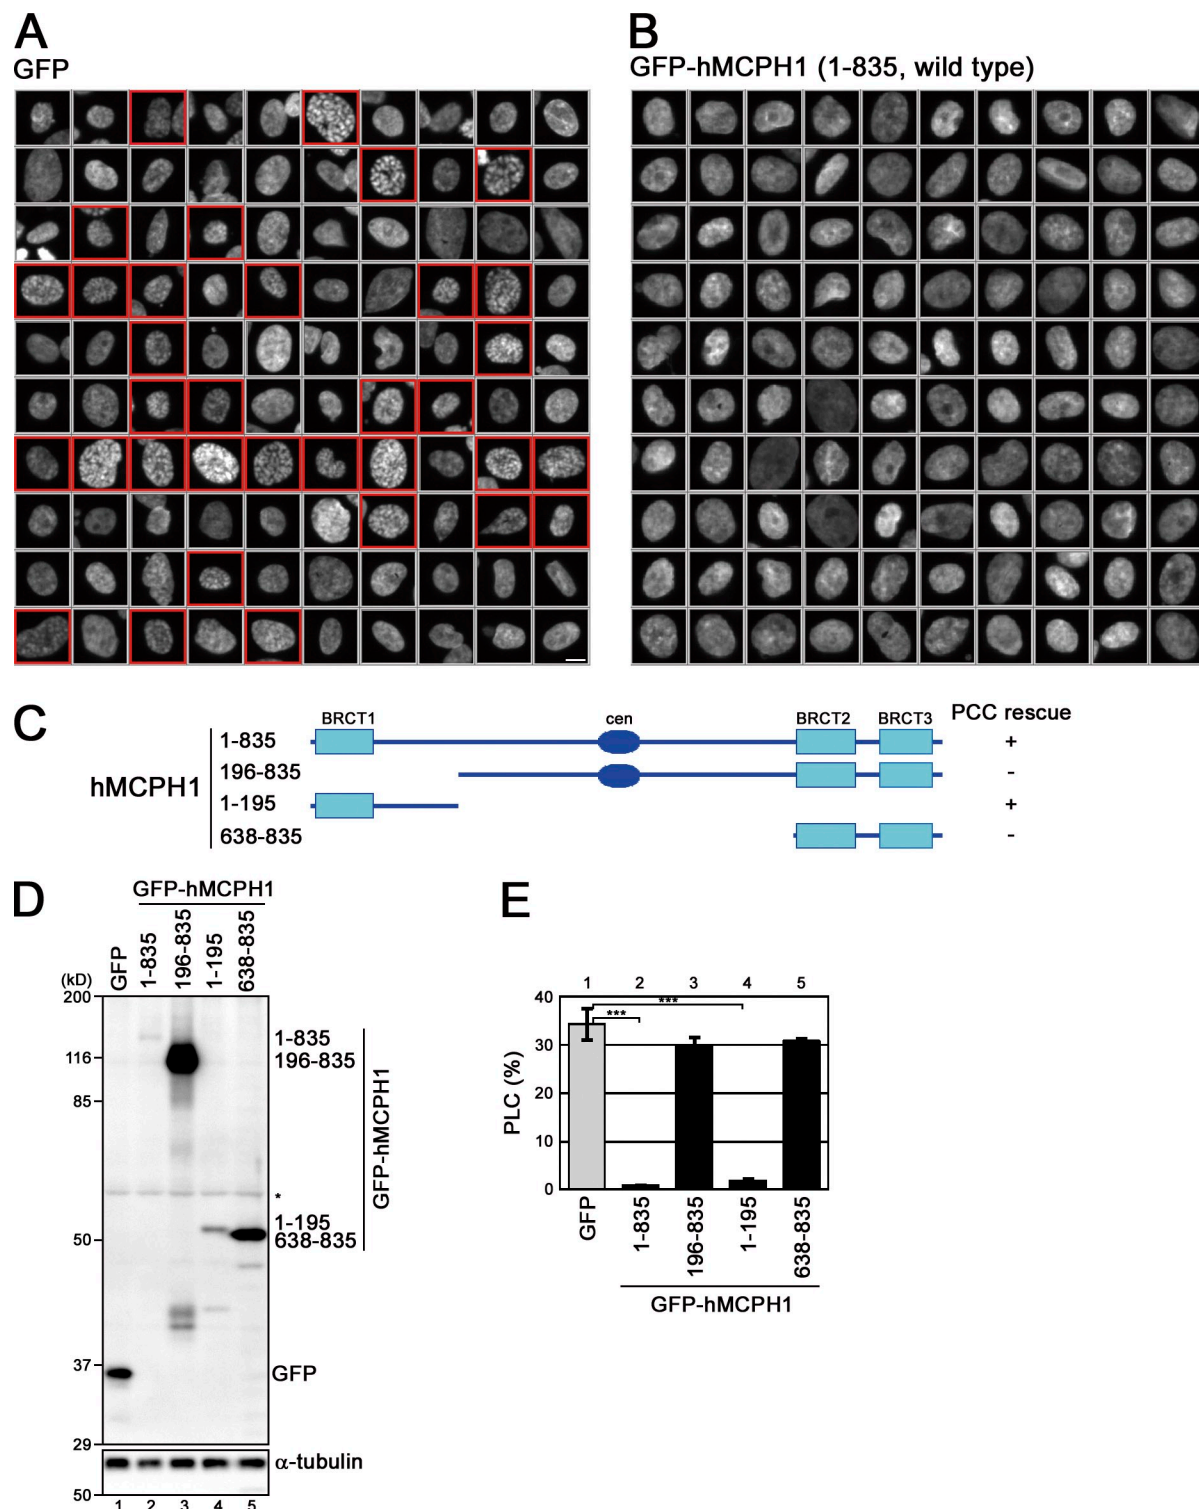 A
GFP
B
GFP-hMCPH1 (1-835, wild type)
C
BRCT1 cen BRCT2 BRCT3 PCC rescue
hMCPH1
1-835 +
196-835 -
1-195 +
638-835 -
D
GFP-hMCPH1
GFP 1-835 196-835 1-195 638-835
(kD)
200
116
85
50
37
29
50
1-835
196-835
*
1-195
638-835
GFP-hMCPH1
GFP
α-tubulin
1 2 3 4 5
E
1 2 3 4 5
***
***
PLC (%)
40
30
20
10
0
GFP 1-835 196-835 1-195 638-835
GFP-hMCPH1